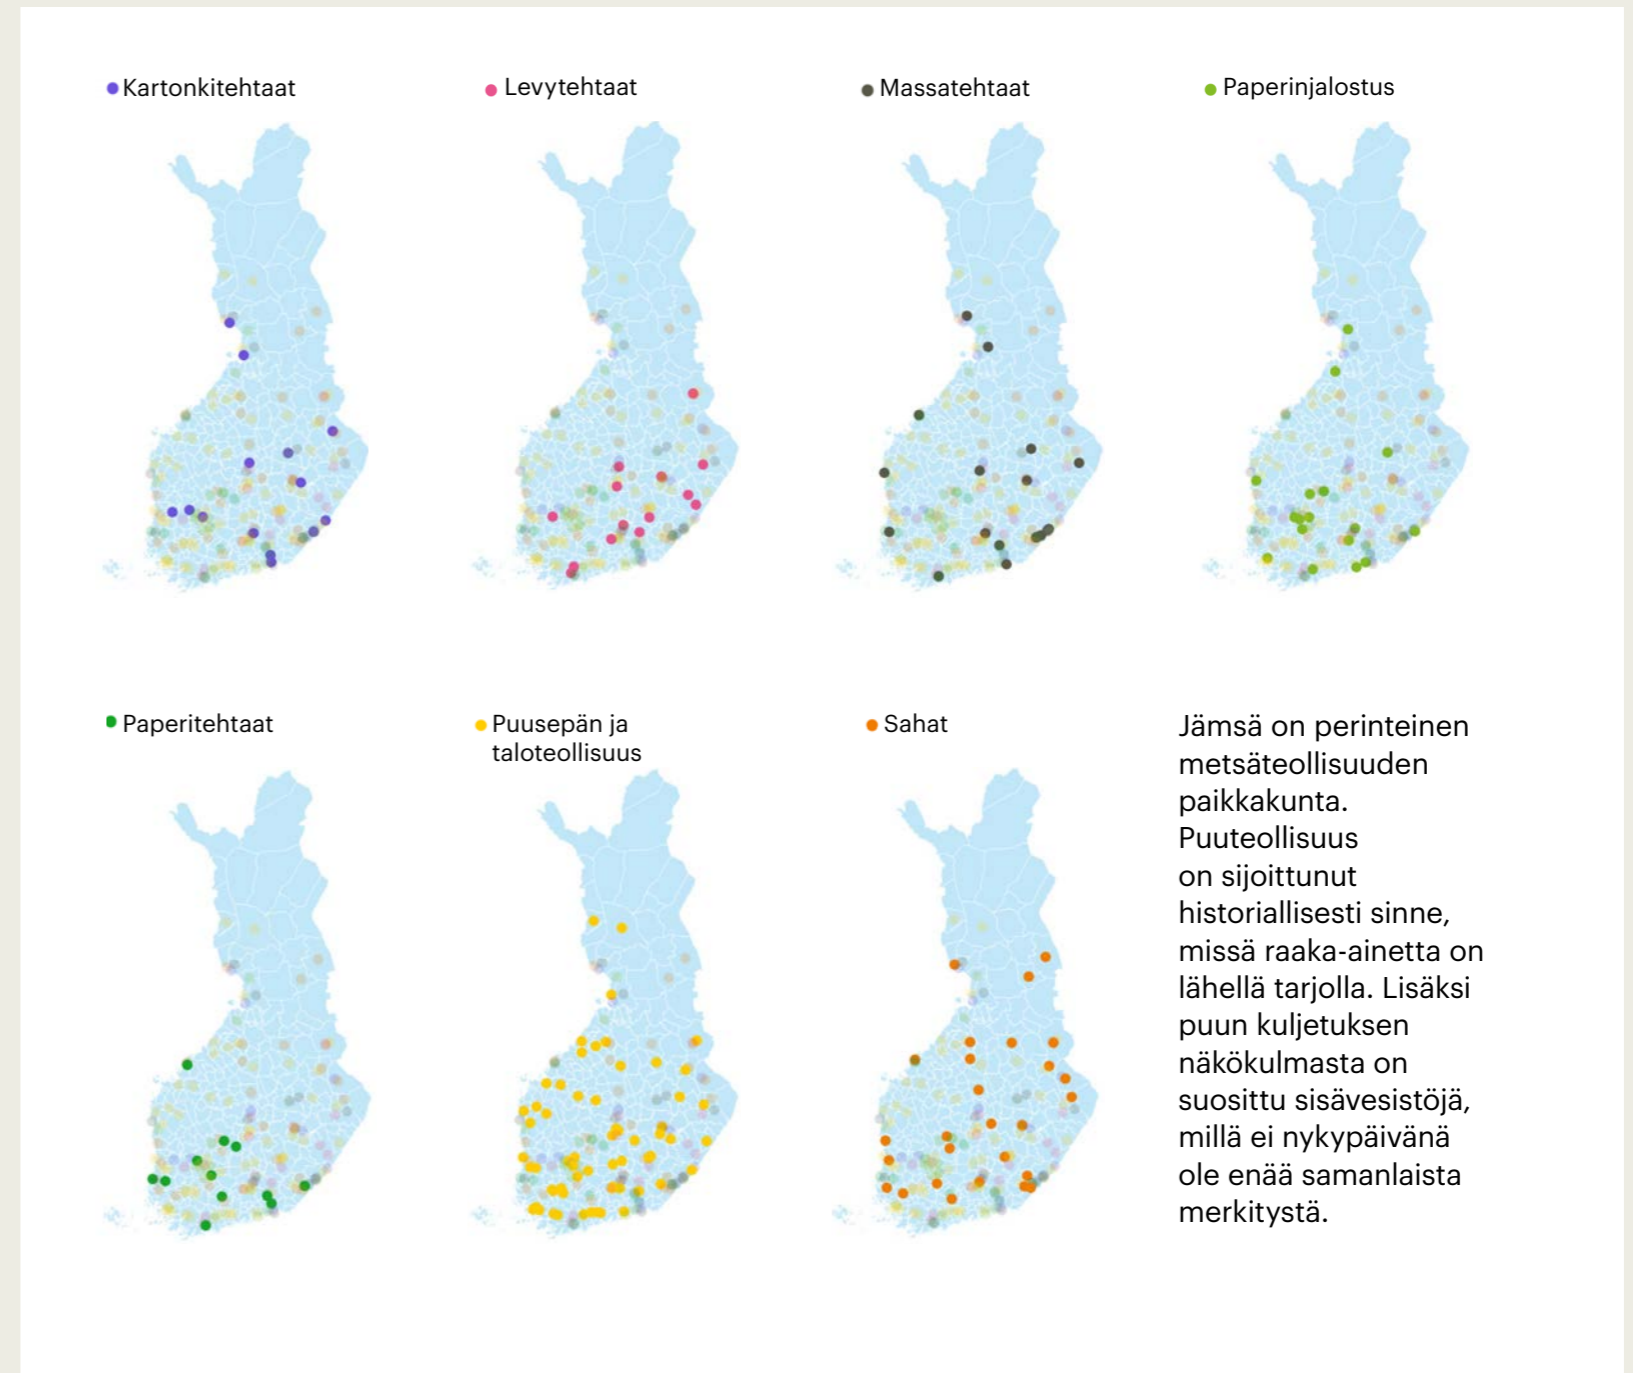 Kartonkitehtaat
Levytehtaat
Massatehtaat
Paperinjalostus
Paperitehtaat
Puusepän ja
taloteollisuus
Sahat
Jämsä on perinteinen
metsäteollisuuden
paikkakunta.
Puuteollisuus
on sijoittunut
historiallisesti sinne,
missä raaka-ainetta on
lähellä tarjolla. Lisäksi
puun kuljetuksen
näkökulmasta on
suosittu sisävesistöjä,
millä ei nykypäivänä
ole enää samanlaista
merkitystä.